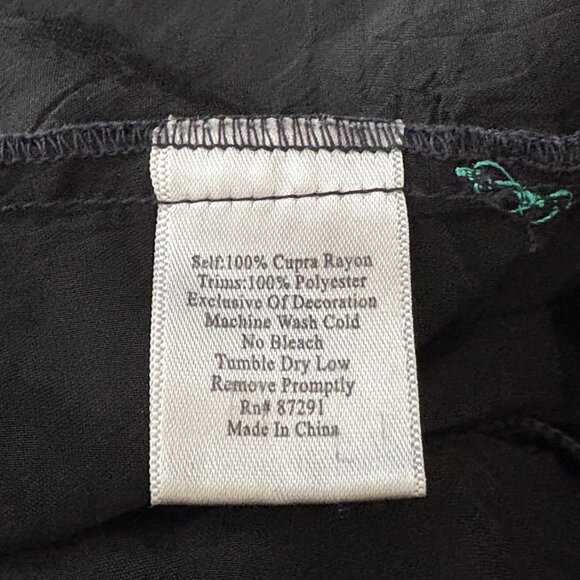 Self:100% Cupra Rayon
Trims:100% Polyester
Exclusive Of Decoration
Machine Wash Cold
No Bleach
Tumble Dry Low
Remove Promptly
Rn# 87291
Made In China